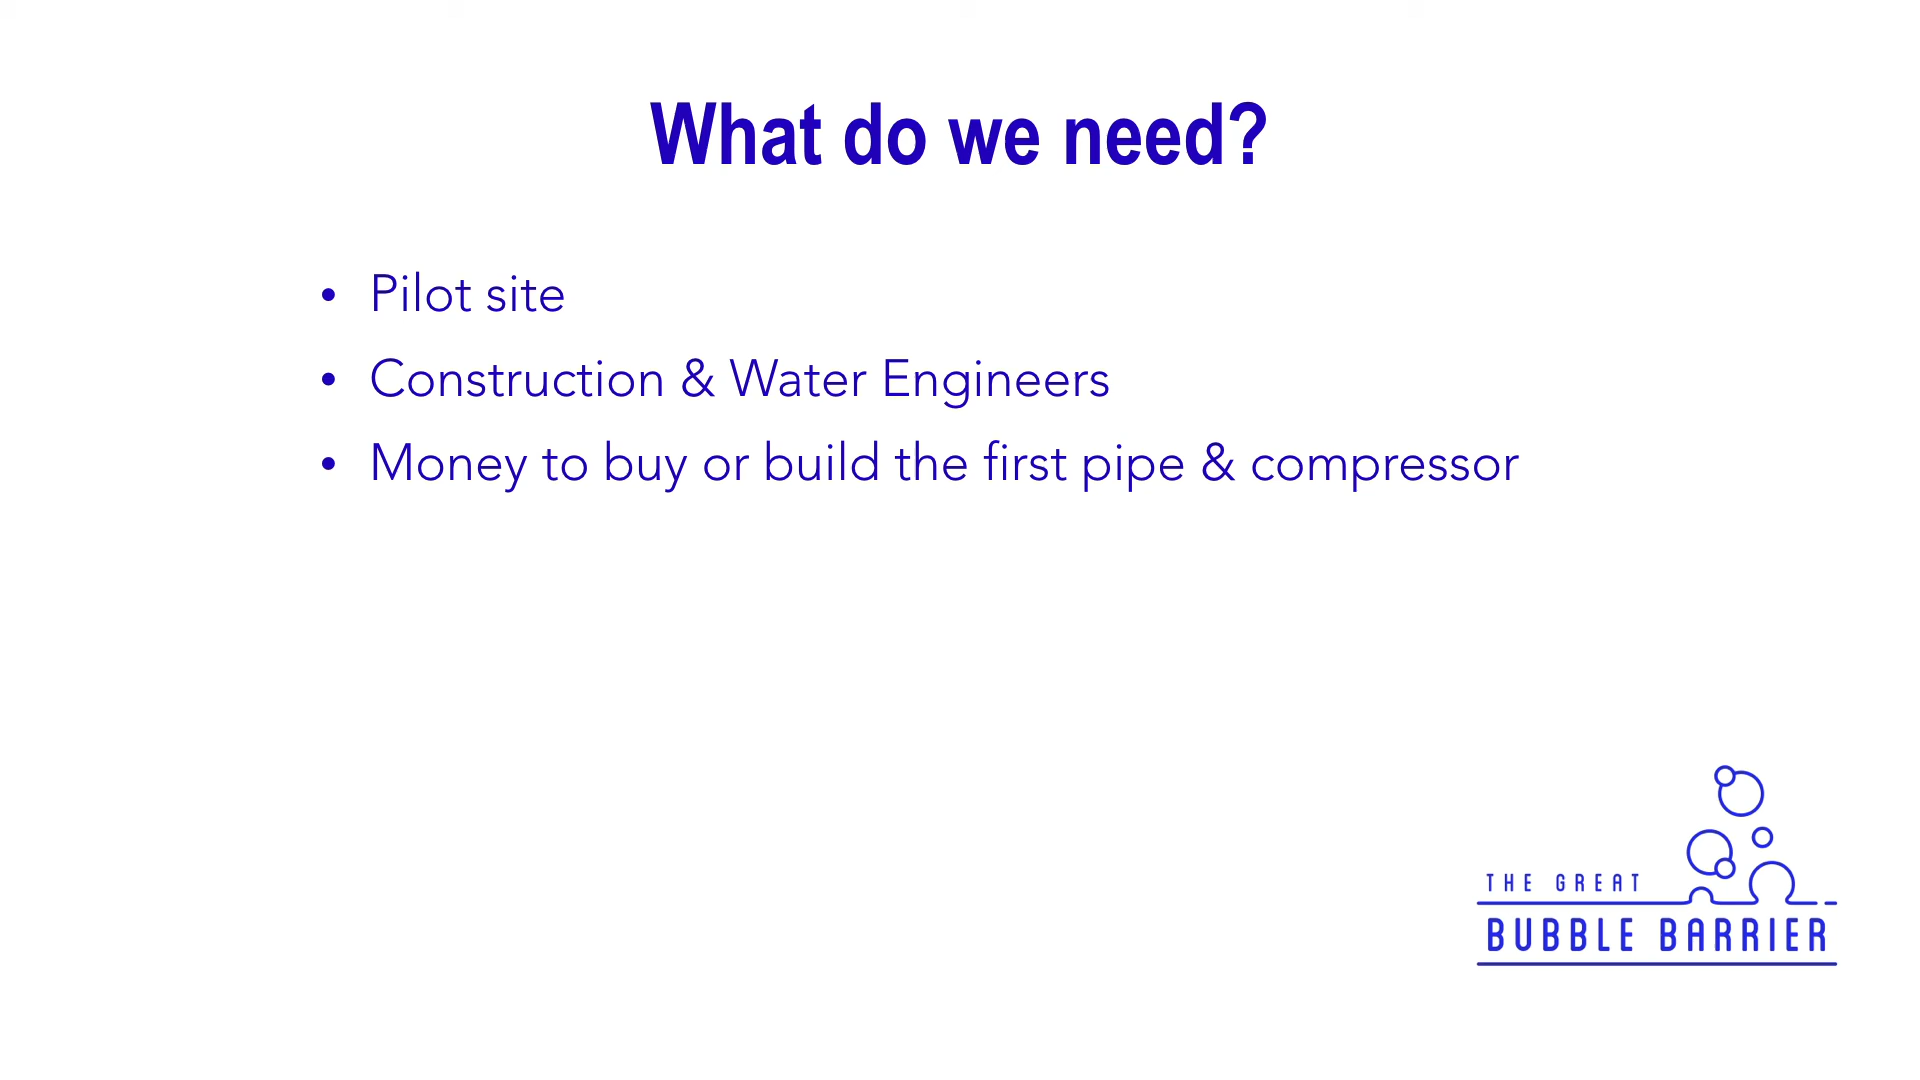 What do we need?
• Pilot site
• Construction & Water Engineers
• Money to buy or build the first pipe & compressor
THE GREAT
BUBBLE BARRIER